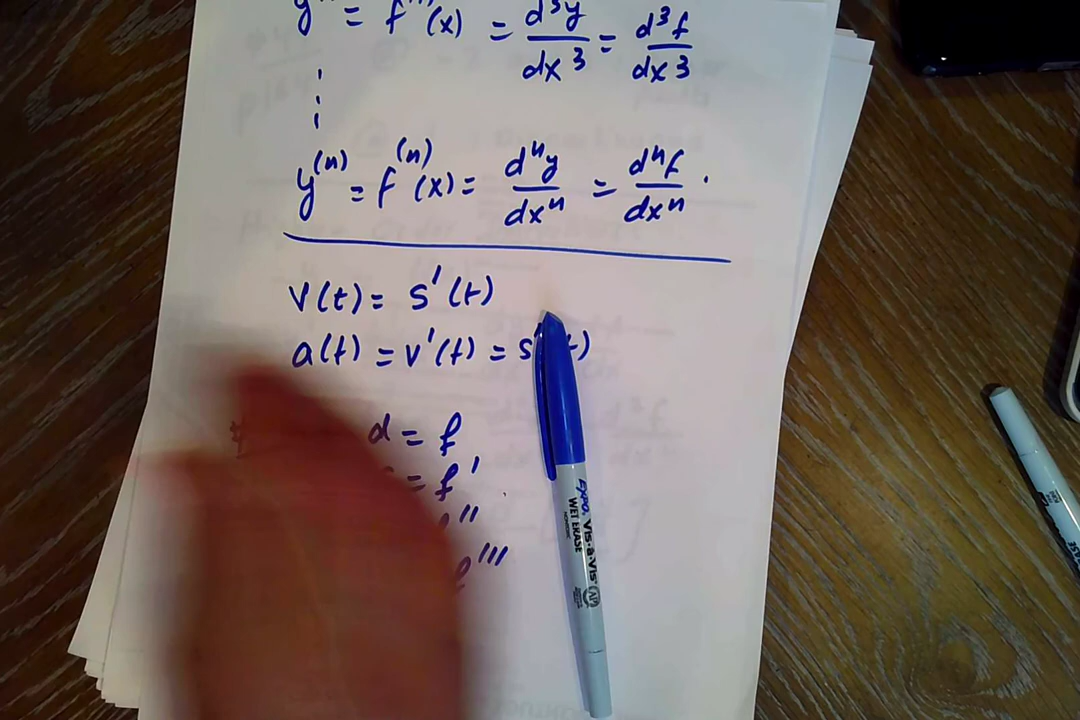 y''' = f'''(x) = d³y/dx³ = d³f/dx³
⋮
y⁽ⁿ⁾ = f⁽ⁿ⁾(x) = dⁿy/dxⁿ = dⁿf/dxⁿ.
v(t) = s'(t)
a(t) = v'(t) = s t)
d = f
= f'
f''
f'''
EXPO. VIS-à-VIS
WET ERASE